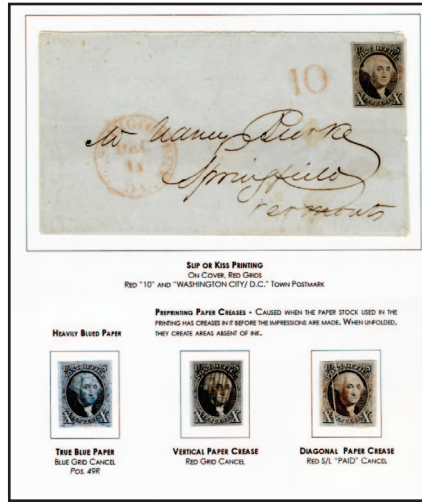 10
POST OFFICE
X X
Nancy Burke
Springfield
Vermont
SLIP OR KISS PRINTING
ON COVER, RED GRIDS
RED "10" AND "WASHINGTON CITY/ D.C." TOWN POSTMARK
PREPRINTING PAPER CREASES - CAUSED WHEN THE PAPER STOCK USED IN THE
PRINTING HAS CREASES IN IT BEFORE THE IMPRESSIONS ARE MADE. WHEN UNFOLDED,
THEY CREATE AREAS ABSENT OF INK.
HEAVILY BLUED PAPER
TRUE BLUE PAPER
BLUE GRID CANCEL
POS. 49R
VERTICAL PAPER CREASE
RED GRID CANCEL
DIAGONAL PAPER CREASE
RED S/L "PAID" CANCEL